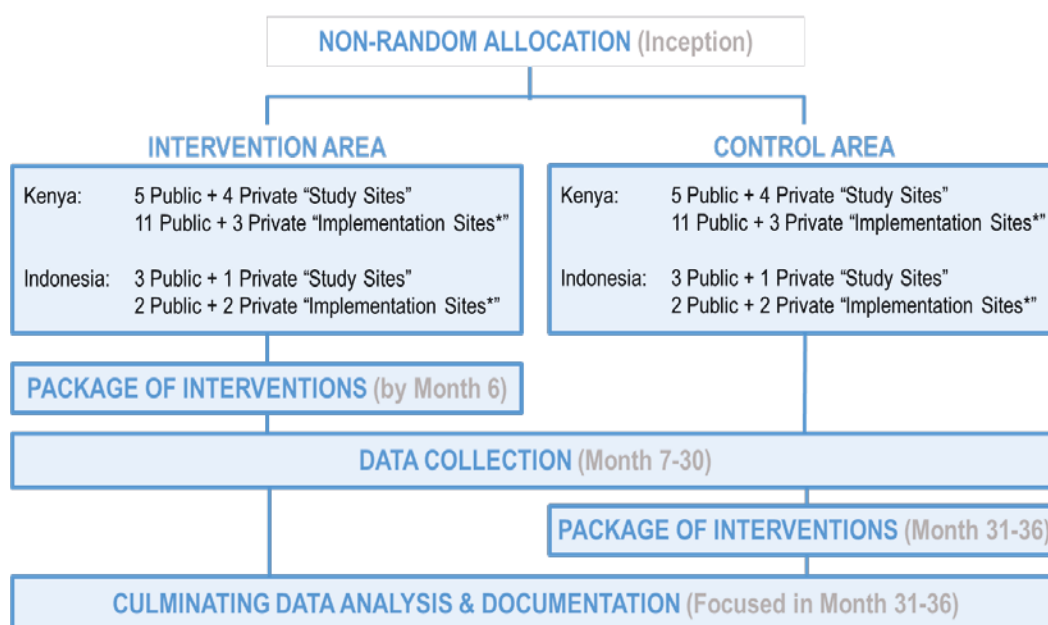 NON-RANDOM ALLOCATION (Inception)
INTERVENTION AREA
Kenya: 5 Public + 4 Private “Study Sites”
11 Public + 3 Private “Implementation Sites*”
Indonesia: 3 Public + 1 Private “Study Sites”
2 Public + 2 Private “Implementation Sites*”
CONTROL AREA
Kenya: 5 Public + 4 Private “Study Sites”
11 Public + 3 Private “Implementation Sites*”
Indonesia: 3 Public + 1 Private “Study Sites”
2 Public + 2 Private “Implementation Sites*”
PACKAGE OF INTERVENTIONS (by Month 6)
DATA COLLECTION (Month 7-30)
PACKAGE OF INTERVENTIONS (Month 31-36)
CULMINATING DATA ANALYSIS & DOCUMENTATION (Focused in Month 31-36)